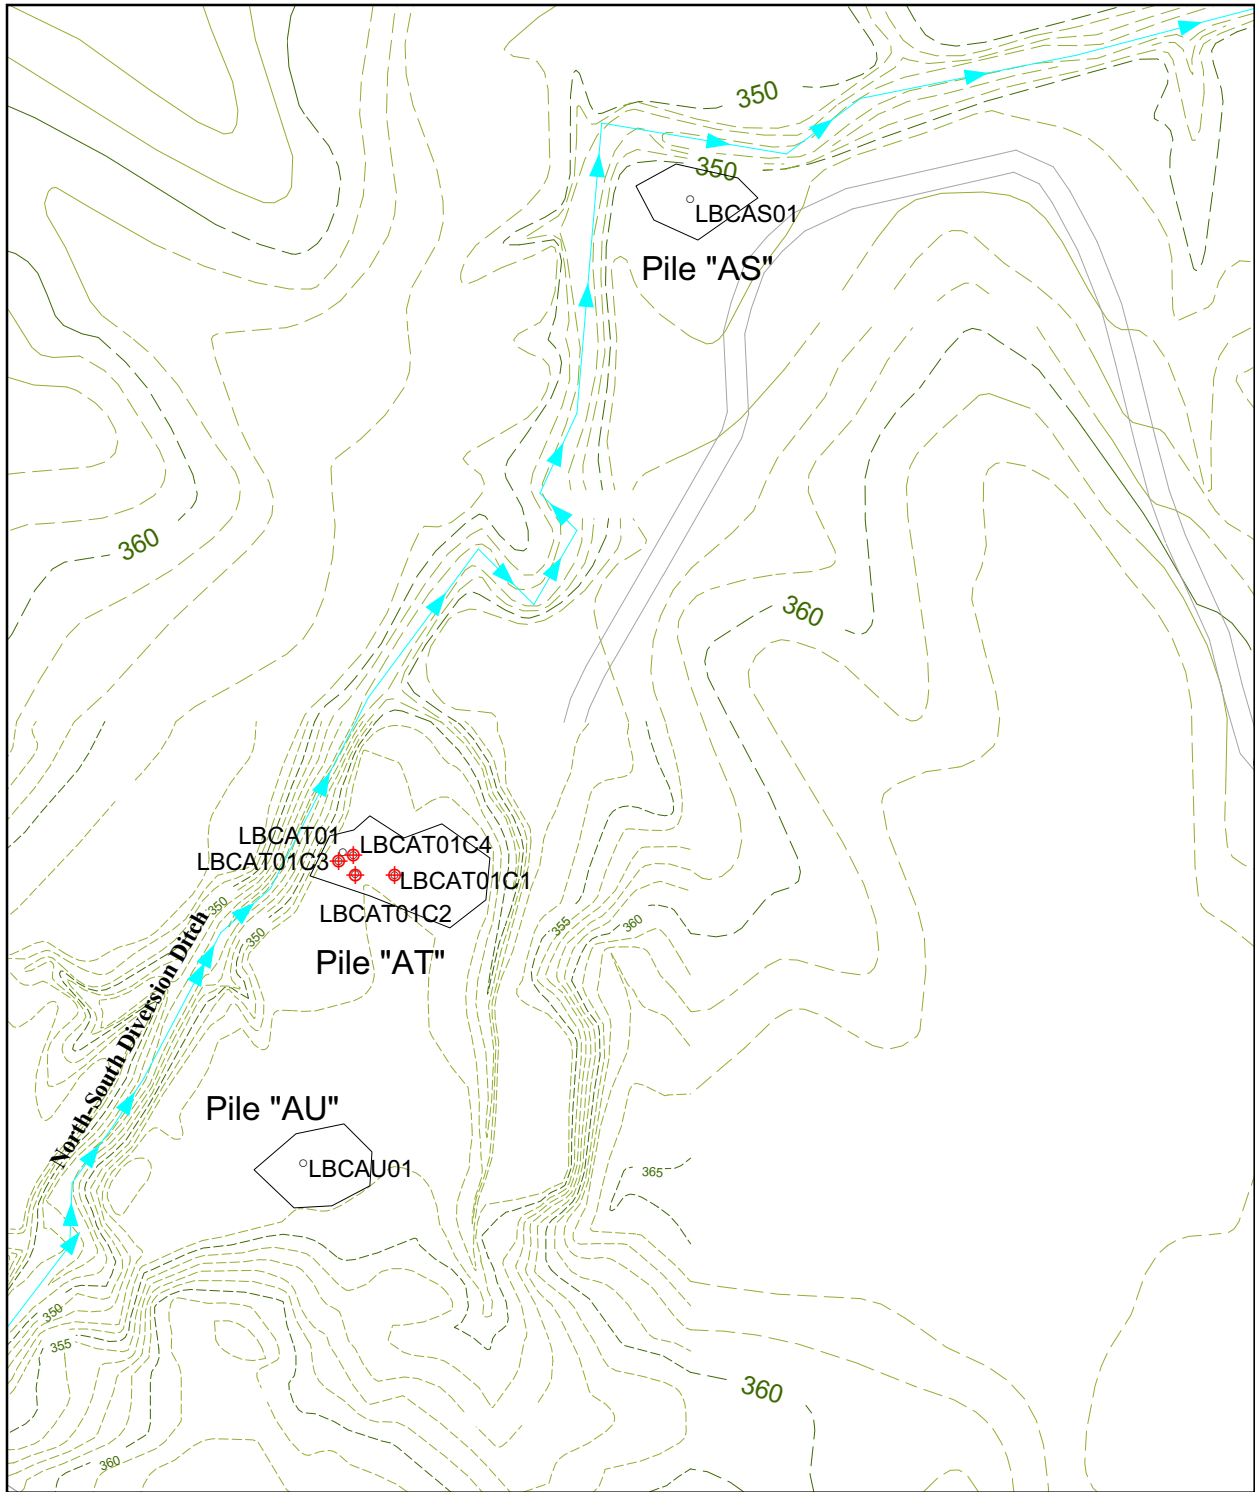 350
350
LBCAS01
Pile "AS"
360
360
LBCAT01
LBCAT01C4
LBCAT01C3
LBCAT01C1
LBCAT01C2
350
350
355
360
North-South Diversion Ditch
Pile "AT"
Pile "AU"
LBCAU01
365
350
355
360
360